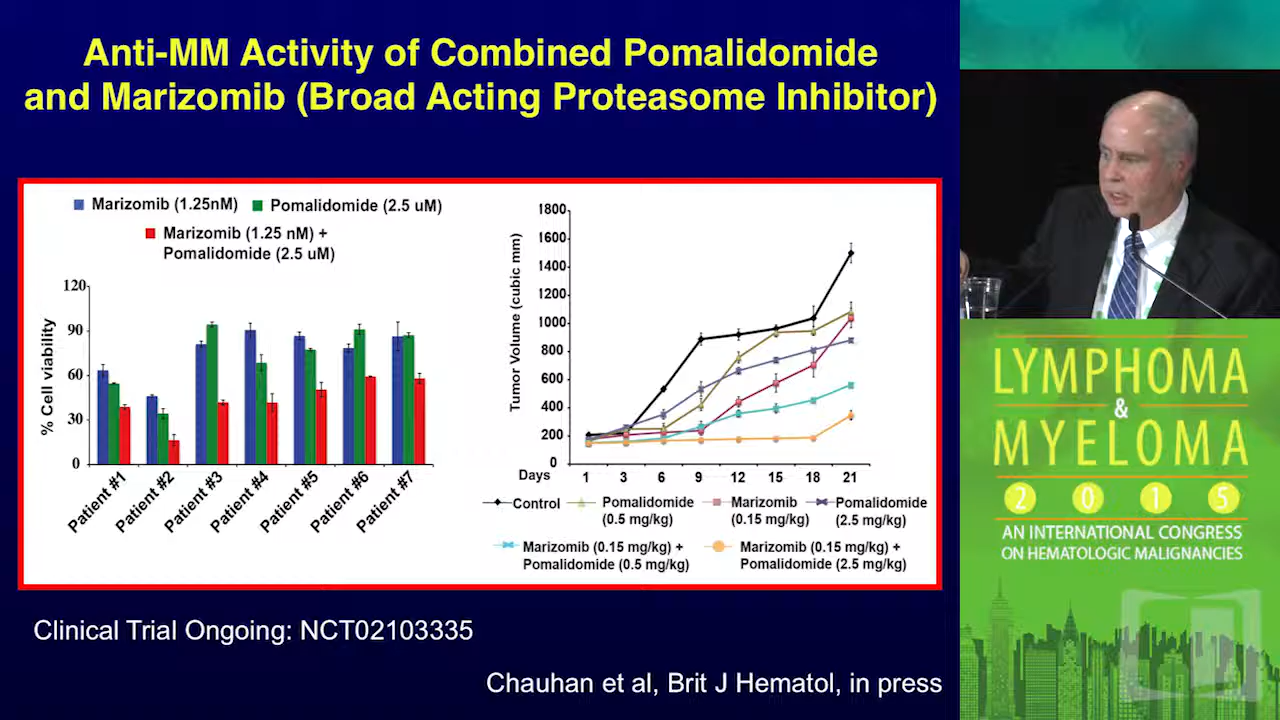 Anti-MM Activity of Combined Pomalidomide
and Marizomib (Broad Acting Proteasome Inhibitor)
Marizomib (1.25nM)
Pomalidomide (2.5 uM)
Marizomib (1.25 nM) +
Pomalidomide (2.5 uM)
% Cell viability
120
90
60
30
0
Patient #1
Patient #2
Patient #3
Patient #4
Patient #5
Patient #6
Patient #7
Tumor Volume (cubic mm)
1800
1600
1400
1200
1000
800
600
400
200
0
Days
1
3
6
9
12
15
18
21
Control
Pomalidomide
(0.5 mg/kg)
Marizomib
(0.15 mg/kg)
Pomalidomide
(2.5 mg/kg)
Marizomib (0.15 mg/kg) +
Pomalidomide (0.5 mg/kg)
Marizomib (0.15 mg/kg) +
Pomalidomide (2.5 mg/kg)
Clinical Trial Ongoing: NCT02103335
Chauhan et al, Brit J Hematol, in press
LYMPHOMA
&
MYELOMA
2015
AN INTERNATIONAL CONGRESS
ON HEMATOLOGIC MALIGNANCIES